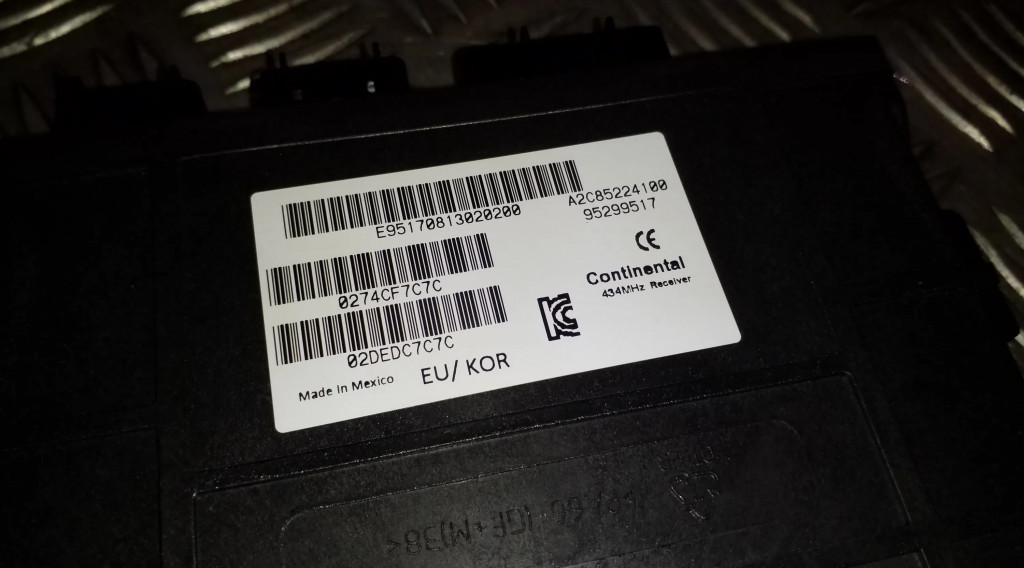 E95170813020200
A2C85224100
95299517
0274CF7C7C
CE
Continental
434MHz Receiver
02DEDC7C7C
Made in Mexico
EU/ KOR